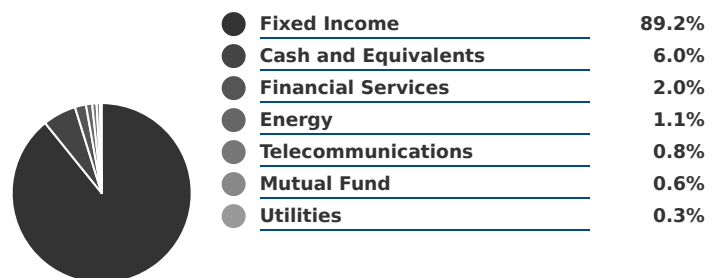 Fixed Income 89.2%
Cash and Equivalents 6.0%
Financial Services 2.0%
Energy 1.1%
Telecommunications 0.8%
Mutual Fund 0.6%
Utilities 0.3%